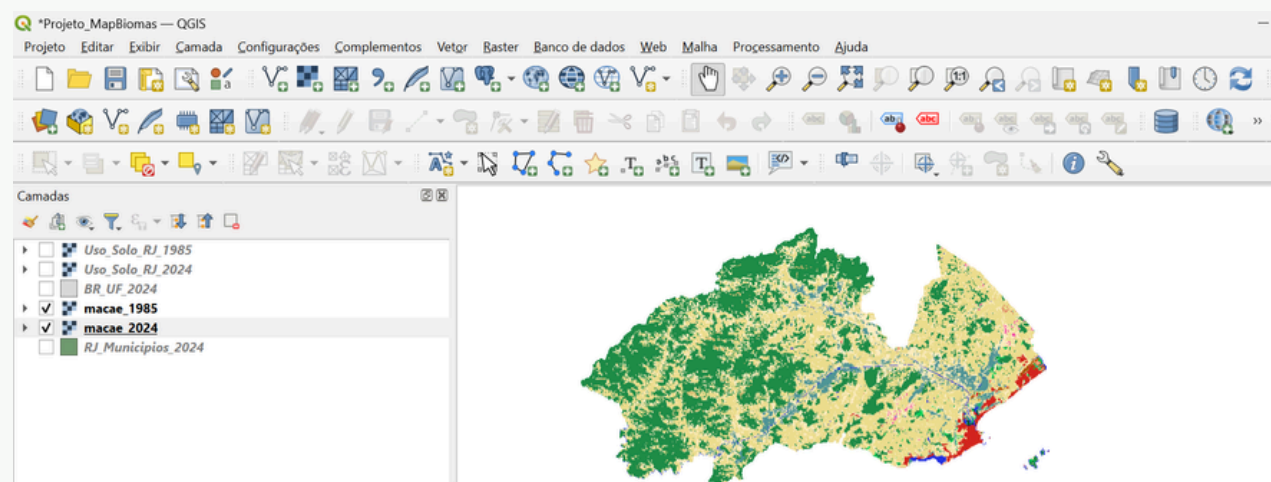 *Projeto_MapBiomas — QGIS
Projeto Editar Exibir Camada Configurações Complementos Vetor Raster Banco de dados Web Malha Processamento Ajuda
Camadas
Uso_Solo_RJ_1985
Uso_Solo_RJ_2024
BR_UF_2024
macae_1985
macae_2024
RJ_Municipios_2024